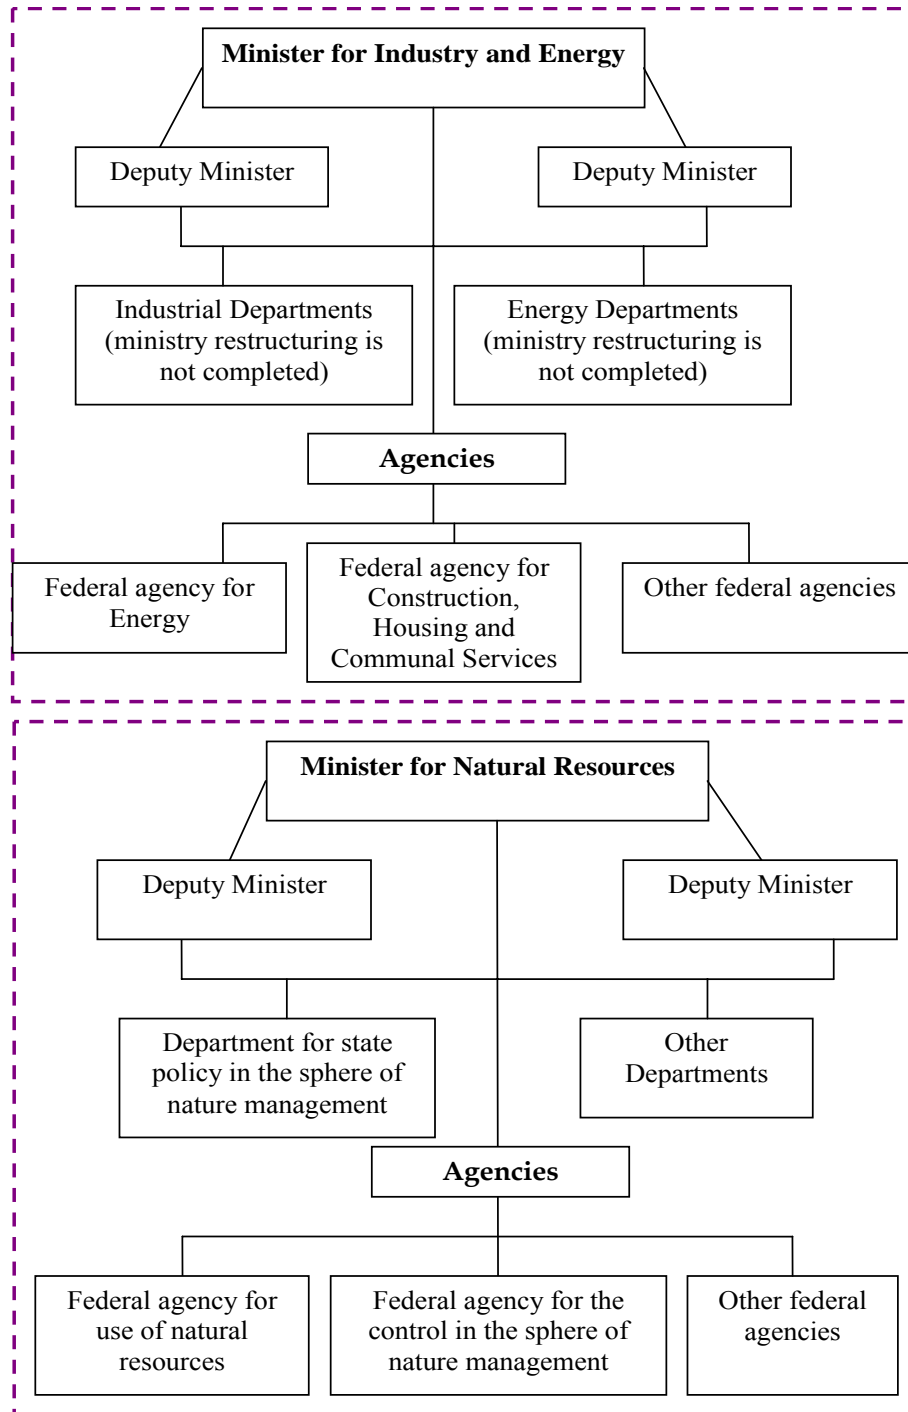 Minister for Industry and Energy
Deputy Minister
Deputy Minister
Industrial Departments
(ministry restructuring is
not completed)
Energy Departments
(ministry restructuring is
not completed)
Agencies
Federal agency for
Energy
Federal agency for
Construction,
Housing and
Communal Services
Other federal agencies
Minister for Natural Resources
Deputy Minister
Deputy Minister
Department for state
policy in the sphere of
nature management
Other
Departments
Agencies
Federal agency for
use of natural
resources
Federal agency for the
control in the sphere of
nature management
Other federal
agencies